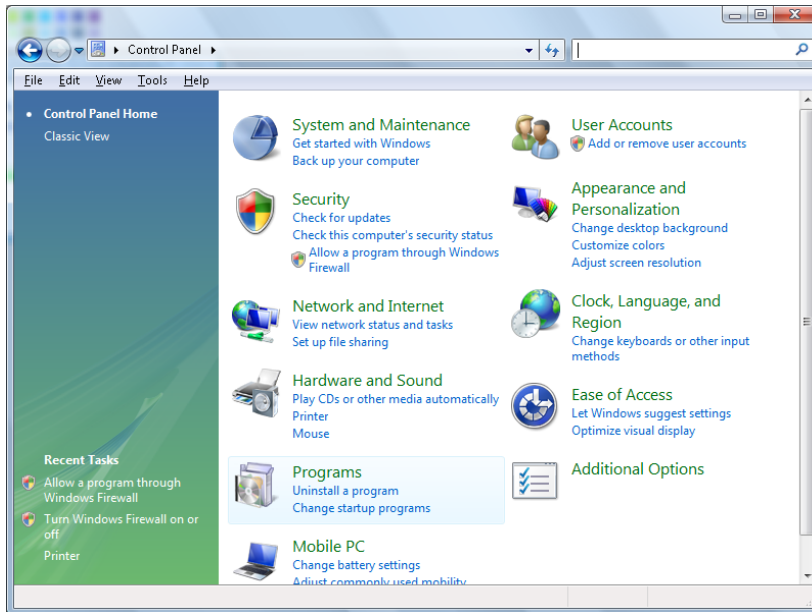 Control Panel
File Edit View Tools Help
Control Panel Home
Classic View
System and Maintenance
Get started with Windows
Back up your computer
Security
Check for updates
Check this computer's security status
Allow a program through Windows
Firewall
Network and Internet
View network status and tasks
Set up file sharing
Hardware and Sound
Play CDs or other media automatically
Printer
Mouse
Programs
Uninstall a program
Change startup programs
Mobile PC
Change battery settings
Adjust commonly used mobility
User Accounts
Add or remove user accounts
Appearance and
Personalization
Change desktop background
Customize colors
Adjust screen resolution
Clock, Language, and
Region
Change keyboards or other input
methods
Ease of Access
Let Windows suggest settings
Optimize visual display
Additional Options
Recent Tasks
Allow a program through
Windows Firewall
Turn Windows Firewall on or
off
Printer